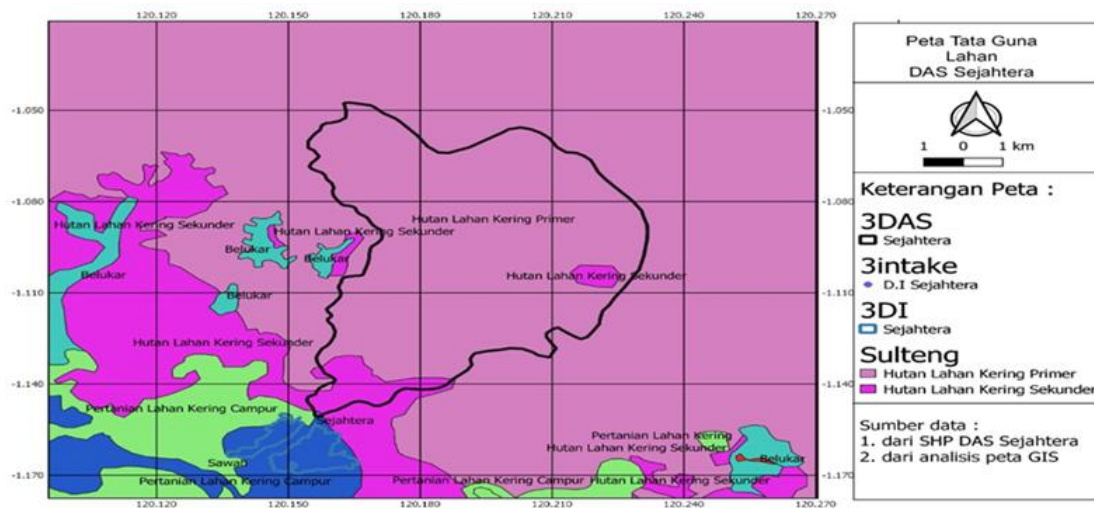 120.120 120.150 120.180 120.210 120.240 120.270
Peta Tata Guna
Lahan
DAS Sejahtera
-1.050 -1.050
1 0 1 km
-1.080 -1.080
Keterangan Peta :
3DAS
Sejahtera
3intake
D.I Sejahtera
3DI
Sejahtera
Sulteng
Hutan Lahan Kering Primer
Hutan Lahan Kering Sekunder
Sumber data :
1. dari SHP DAS Sejahtera
2. dari analisis peta GIS
Hutan Lahan Kering Primer
Hutan Lahan Kering Sekunder
Hutan Lahan Kering Sekunder
Belukar
Belukar
Belukar
Hutan Lahan Kering Sekunder
-1.110 -1.110
Belukar
Hutan Lahan Kering Sekunder
-1.140 -1.140
Pertanian Lahan Kering Campur
Sejahtera
Pertanian Lahan Kering
Hutan Lahan Kering Sekunder
Sawah
Belukar
-1.170 -1.170
Pertanian Lahan Kering Campur
Pertanian Lahan Kering Campur
Hutan Lahan Kering Sekunder
120.120 120.150 120.180 120.210 120.240 120.270